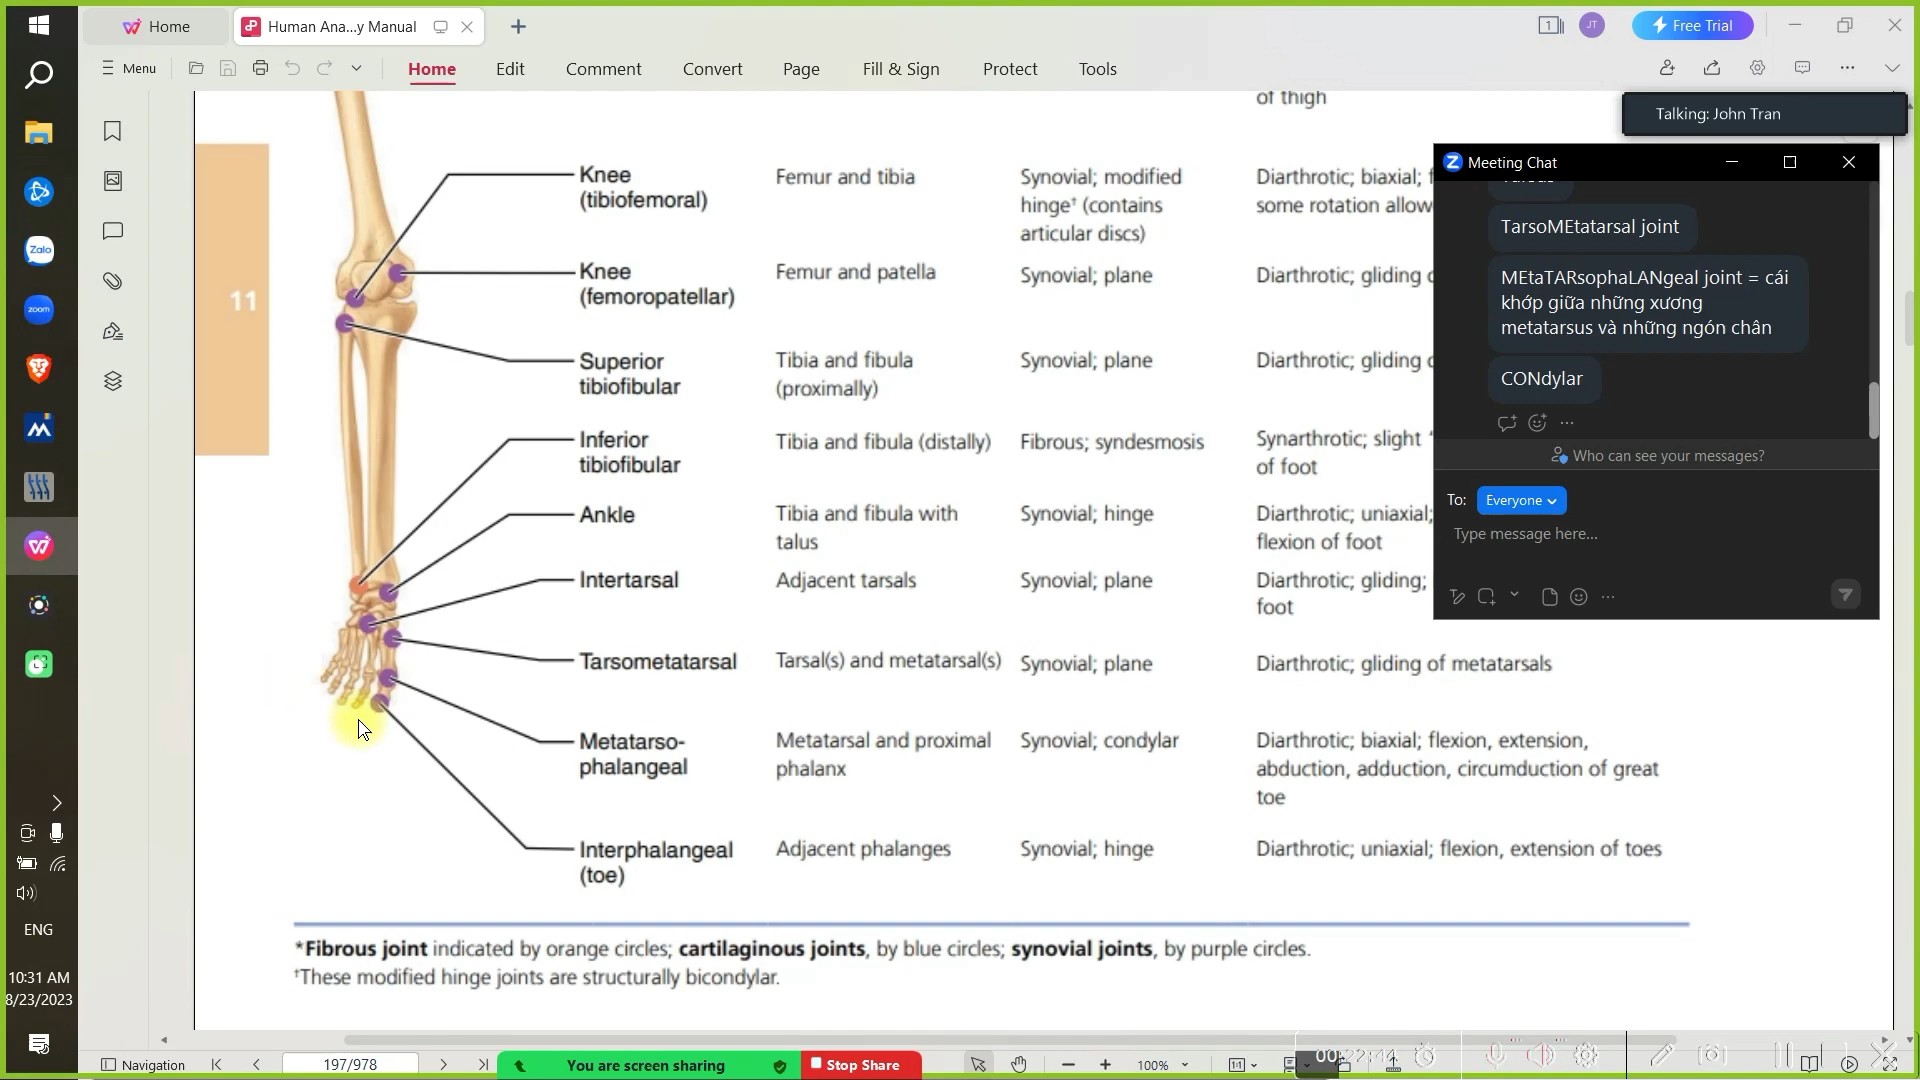 Home
Human Ana...y Manual
1
JT
Free Trial
Menu
Home
Edit
Comment
Convert
Page
Fill & Sign
Protect
Tools
Talking: John Tran
of thigh
11
Knee
(tibiofemoral)
Femur and tibia
Synovial; modified
hinge† (contains
articular discs)
Diarthrotic; biaxial;
some rotation allow
Knee
(femoropatellar)
Femur and patella
Synovial; plane
Diarthrotic; gliding
Superior
tibiofibular
Tibia and fibula
(proximally)
Synovial; plane
Diarthrotic; gliding
Inferior
tibiofibular
Tibia and fibula (distally)
Fibrous; syndesmosis
Synarthrotic; slight
of foot
Ankle
Tibia and fibula with
talus
Synovial; hinge
Diarthrotic; uniaxial;
flexion of foot
Intertarsal
Adjacent tarsals
Synovial; plane
Diarthrotic; gliding;
foot
Tarsometatarsal
Tarsal(s) and metatarsal(s)
Synovial; plane
Diarthrotic; gliding of metatarsals
Metatarso-
phalangeal
Metatarsal and proximal
phalanx
Synovial; condylar
Diarthrotic; biaxial; flexion, extension,
abduction, adduction, circumduction of great
toe
Interphalangeal
(toe)
Adjacent phalanges
Synovial; hinge
Diarthrotic; uniaxial; flexion, extension of toes
*Fibrous joint indicated by orange circles; cartilaginous joints, by blue circles; synovial joints, by purple circles.
†These modified hinge joints are structurally bicondylar.
Meeting Chat
TarsoMEtatarsal joint
MEtaTARsophaLANgeal joint = cái
khớp giữa những xương
metatarsus và những ngón chân
CONdylar
Who can see your messages?
To: Everyone
Type message here...
Zalo
zoom
ENG
10:31 AM
8/23/2023
Navigation
197/978
You are screen sharing
Stop Share
100%
00:22:44